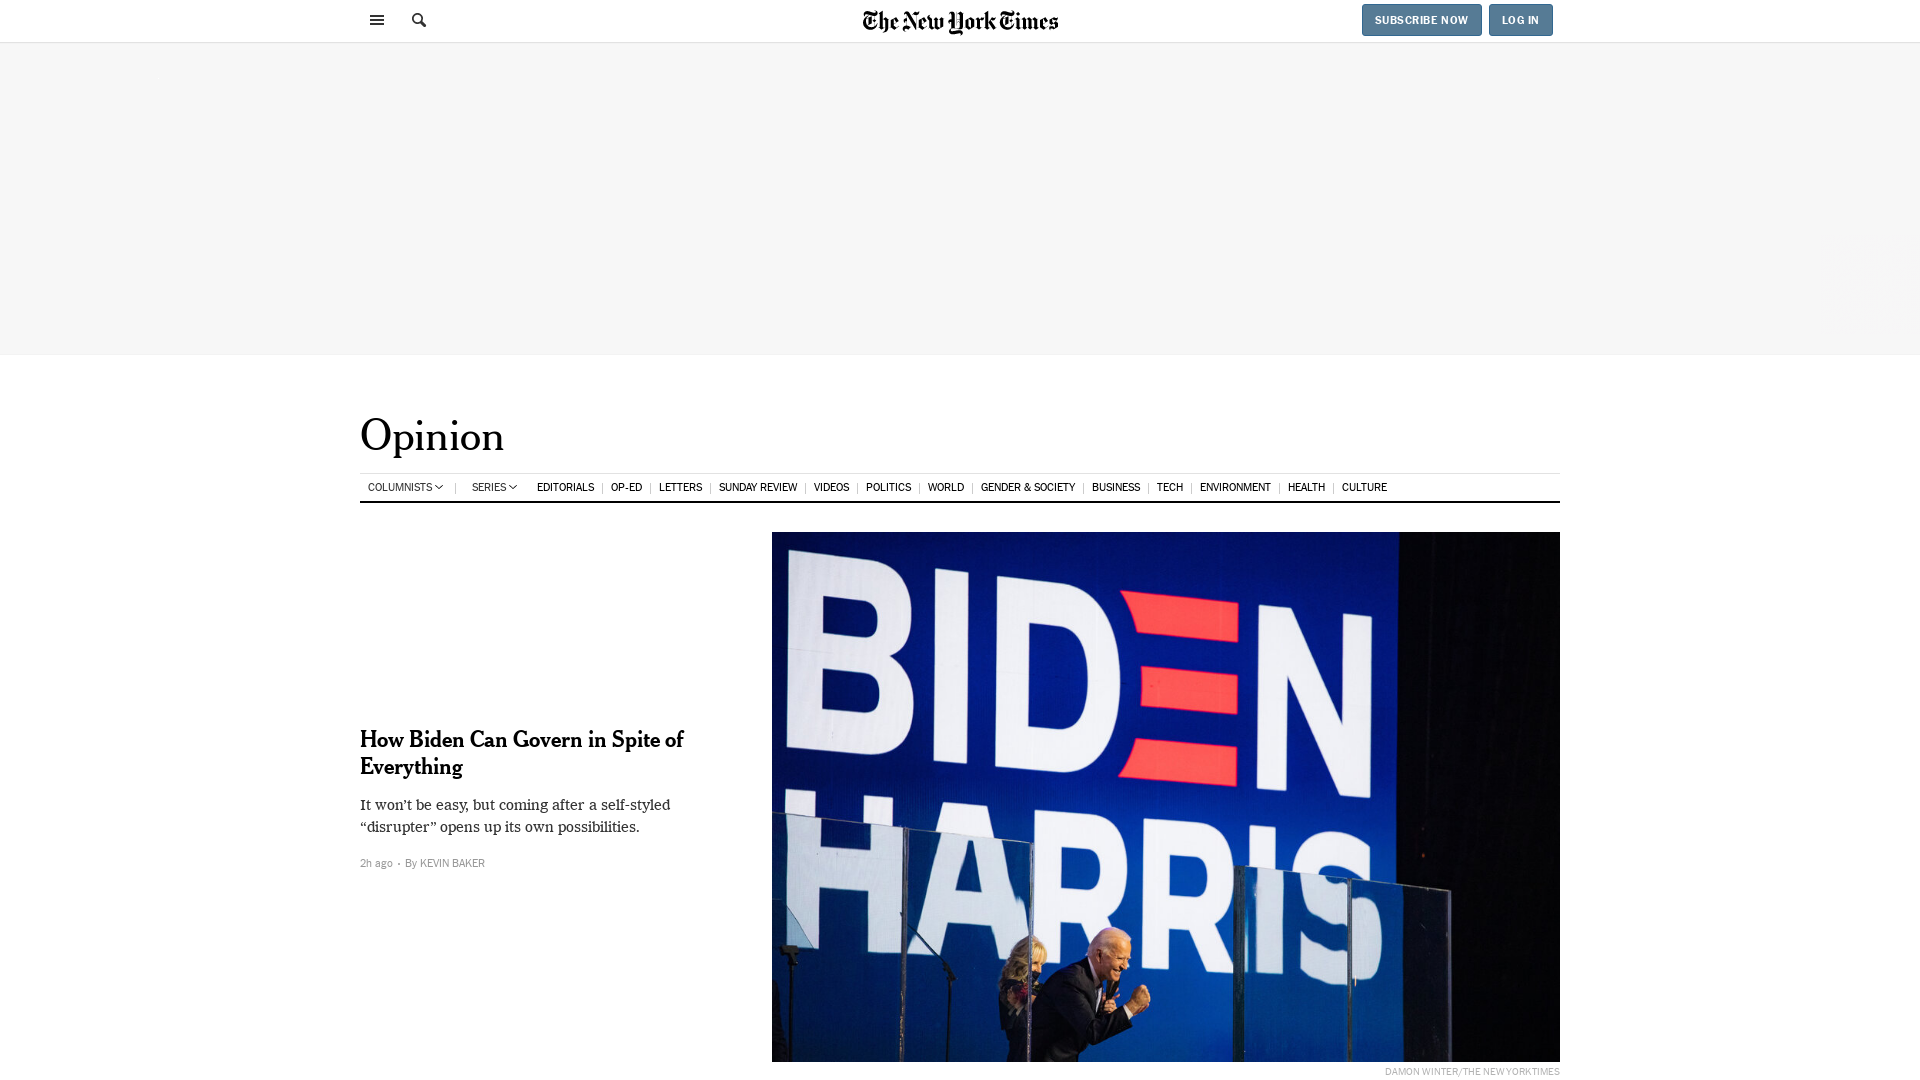 The New York Times
SUBSCRIBE NOW
LOG IN
Opinion
COLUMNISTS SERIES EDITORIALS OP-ED LETTERS SUNDAY REVIEW VIDEOS POLITICS WORLD GENDER & SOCIETY BUSINESS TECH ENVIRONMENT HEALTH CULTURE
How Biden Can Govern in Spite of
Everything
It won’t be easy, but coming after a self-styled
“disrupter” opens up its own possibilities.
2h ago • By KEVIN BAKER
BIDEN
HARRIS
DAMON WINTER/THE NEW YORK TIMES